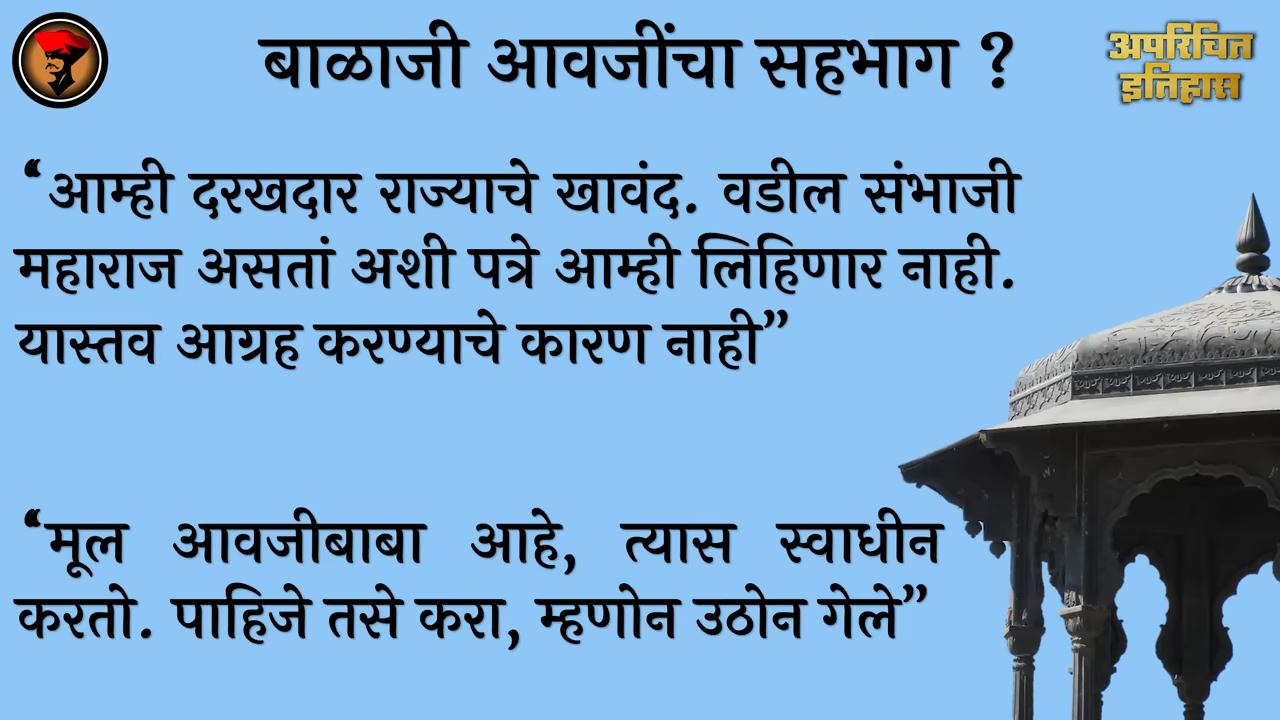 बाळाजी आवजींचा सहभाग ?
अपरिचित
इतिहास
“आम्ही दरखदार राज्याचे खावंद. वडील संभाजी
महाराज असतां अशी पत्रे आम्ही लिहिणार नाही.
यास्तव आग्रह करण्याचे कारण नाही”
“मूल आवजीबाबा आहे, त्यास स्वाधीन
करतो. पाहिजे तसे करा, म्हणोन उठोन गेले”